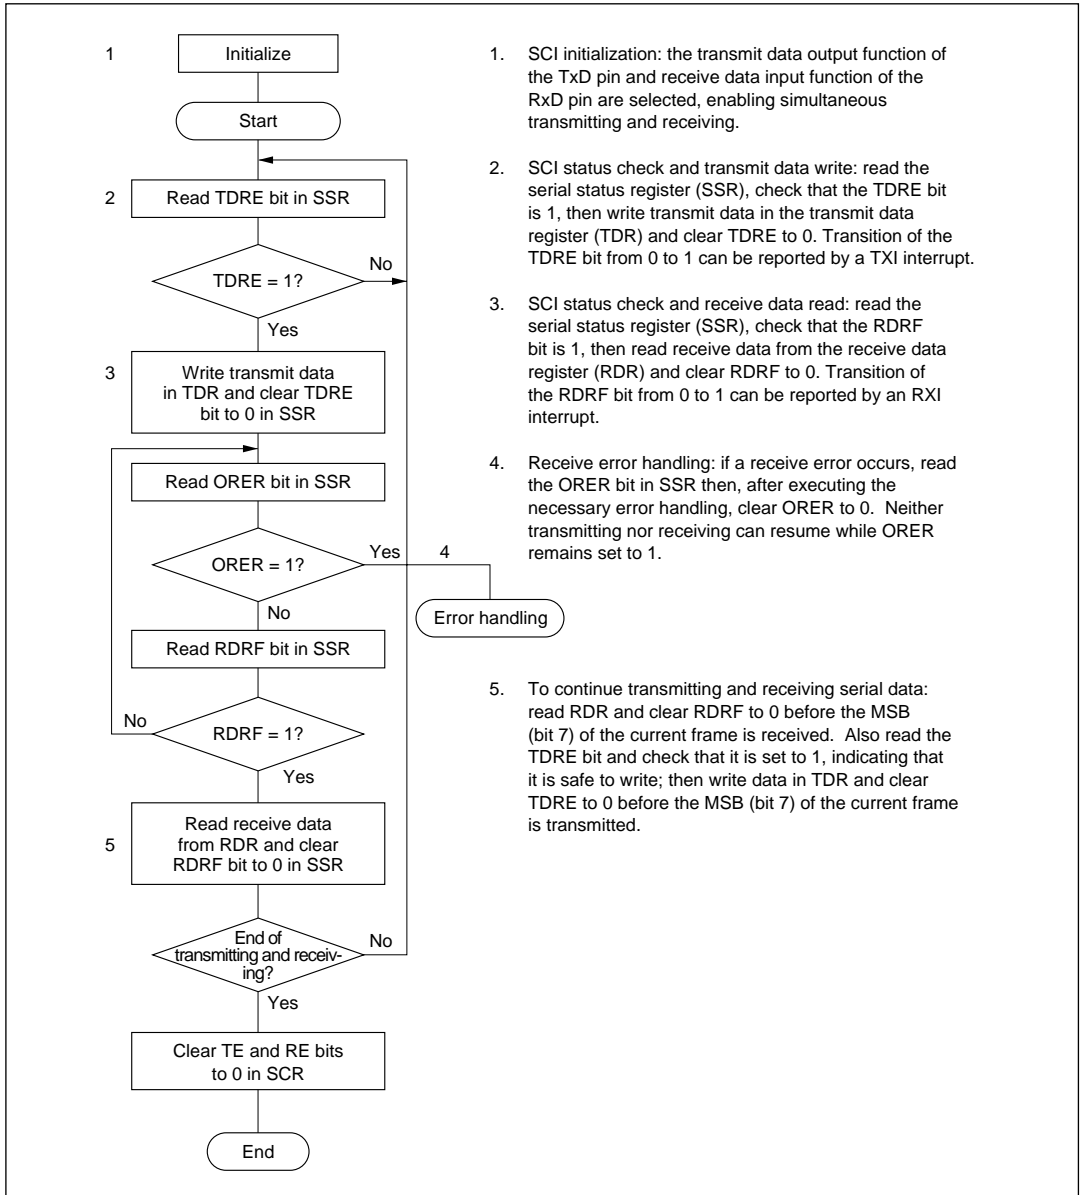 1
Initialize
Start
2
Read TDRE bit in SSR
TDRE = 1?
No
Yes
3
Write transmit data
in TDR and clear TDRE
bit to 0 in SSR
Read ORER bit in SSR
ORER = 1?
Yes
4
Error handling
No
Read RDRF bit in SSR
No
RDRF = 1?
Yes
5
Read receive data
from RDR and clear
RDRF bit to 0 in SSR
End of
transmitting and receiv-
ing?
No
Yes
Clear TE and RE bits
to 0 in SCR
End
1. SCI initialization: the transmit data output function of
the TxD pin and receive data input function of the
RxD pin are selected, enabling simultaneous
transmitting and receiving.
2. SCI status check and transmit data write: read the
serial status register (SSR), check that the TDRE bit
is 1, then write transmit data in the transmit data
register (TDR) and clear TDRE to 0. Transition of the
TDRE bit from 0 to 1 can be reported by a TXI interrupt.
3. SCI status check and receive data read: read the
serial status register (SSR), check that the RDRF
bit is 1, then read receive data from the receive data
register (RDR) and clear RDRF to 0. Transition of
the RDRF bit from 0 to 1 can be reported by an RXI
interrupt.
4. Receive error handling: if a receive error occurs, read
the ORER bit in SSR then, after executing the
necessary error handling, clear ORER to 0. Neither
transmitting nor receiving can resume while ORER
remains set to 1.
5. To continue transmitting and receiving serial data:
read RDR and clear RDRF to 0 before the MSB
(bit 7) of the current frame is received. Also read the
TDRE bit and check that it is set to 1, indicating that
it is safe to write; then write data in TDR and clear
TDRE to 0 before the MSB (bit 7) of the current frame
is transmitted.